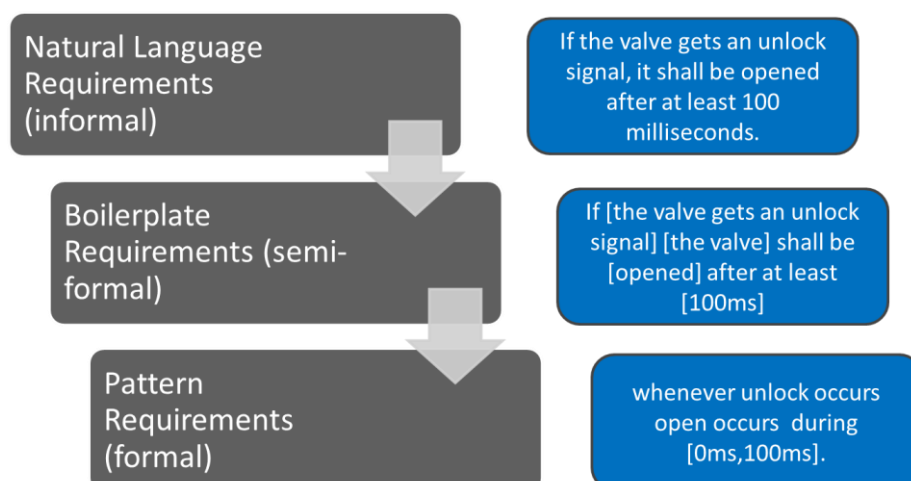 Natural Language
Requirements
(informal)
If the valve gets an unlock
signal, it shall be opened
after at least 100
milliseconds.
Boilerplate
Requirements (semi-
formal)
If [the valve gets an unlock
signal] [the valve] shall be
[opened] after at least
[100ms]
Pattern
Requirements
(formal)
whenever unlock occurs
open occurs during
[0ms,100ms].